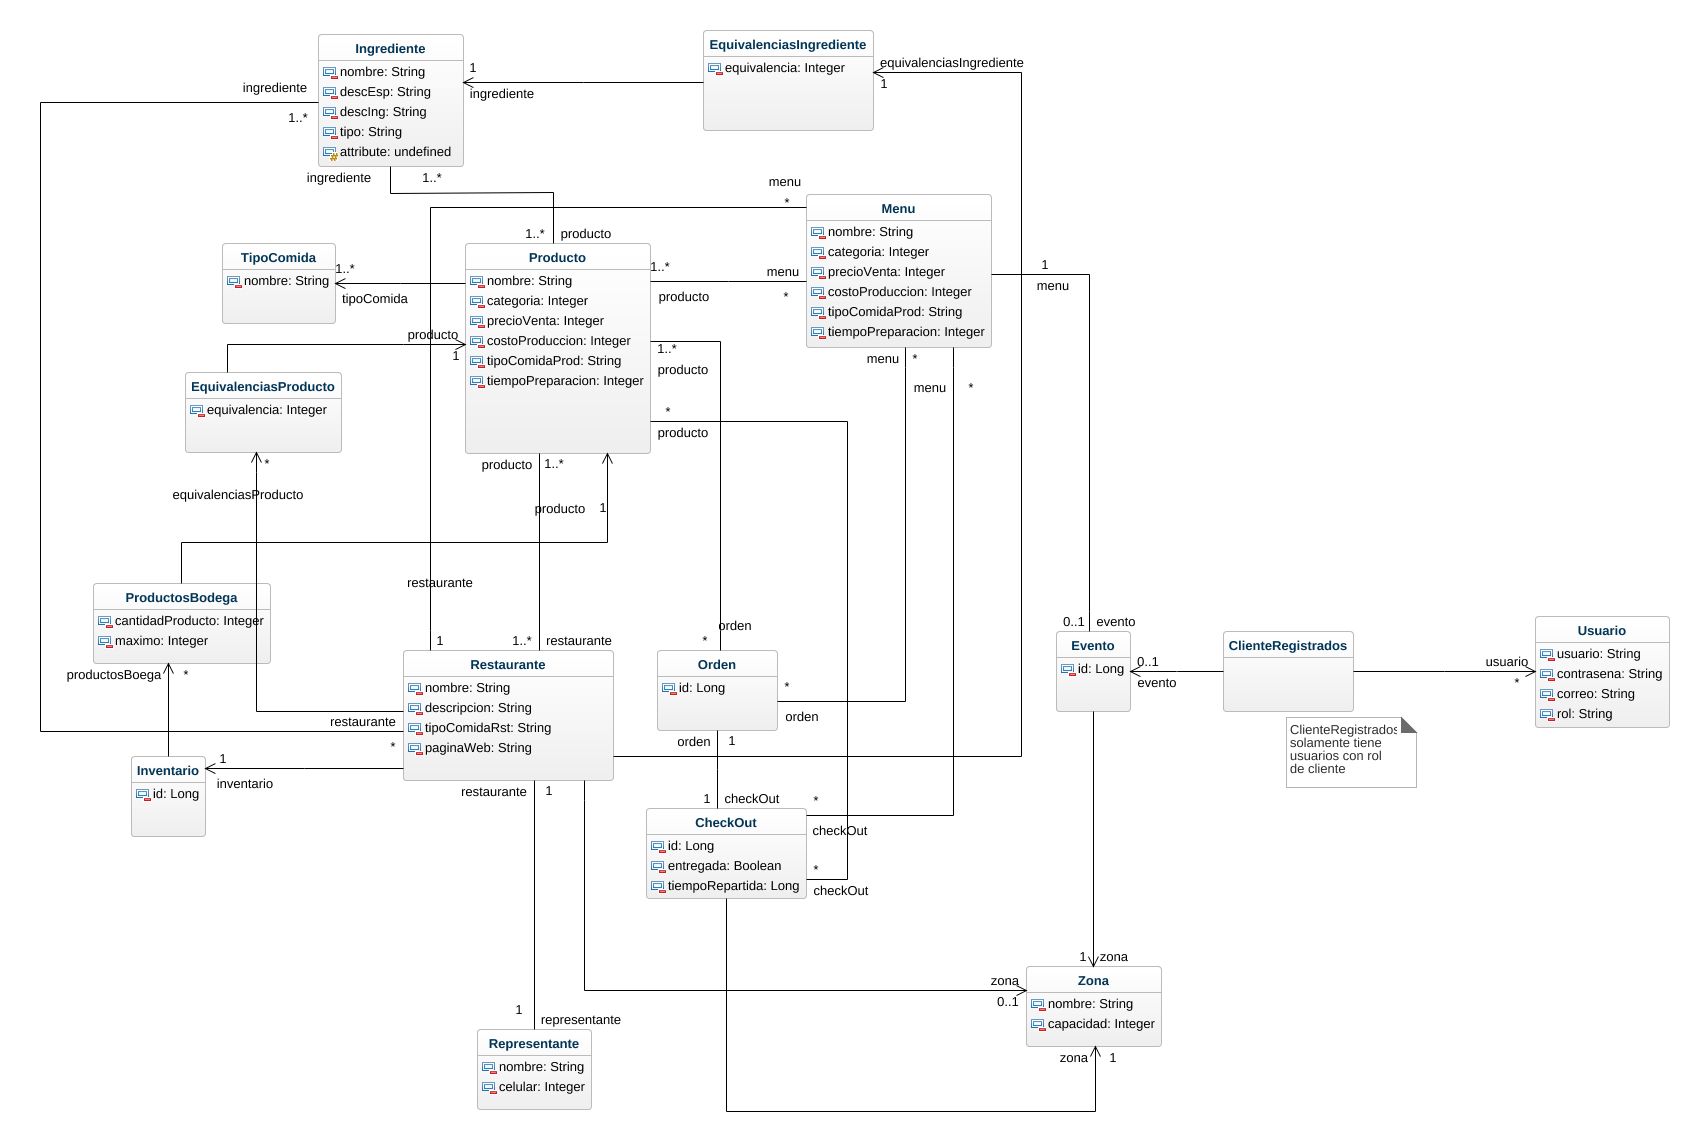 Ingrediente
nombre: String
descEsp: String
descIng: String
tipo: String
attribute: undefined
EquivalenciasIngrediente
equivalencia: Integer
equivalenciasIngrediente
1
1
ingrediente
ingrediente
1..*
ingrediente
1..*
menu
*
Menu
nombre: String
categoria: Integer
precioVenta: Integer
costoProduccion: Integer
tipoComidaProd: String
tiempoPreparacion: Integer
1..*
producto
TipoComida
nombre: String
1..*
tipoComida
Producto
nombre: String
categoria: Integer
precioVenta: Integer
costoProduccion: Integer
tipoComidaProd: String
tiempoPreparacion: Integer
1..*
producto
menu
*
1
menu
producto
1
1..*
producto
menu
*
menu
*
EquivalenciasProducto
equivalencia: Integer
*
producto
*
equivalenciasProducto
producto
1..*
producto
1
restaurante
ProductosBodega
cantidadProducto: Integer
maximo: Integer
productosBoega
*
1
1..*
restaurante
orden
*
0..1
evento
Restaurante
nombre: String
descripcion: String
tipoComidaRst: String
paginaWeb: String
Orden
id: Long
*
orden
Evento
id: Long
0..1
evento
ClienteRegistrados
usuario
*
Usuario
usuario: String
contrasena: String
correo: String
rol: String
ClienteRegistrados
solamente tiene
usuarios con rol
de cliente
restaurante
*
Inventario
id: Long
1
inventario
orden
1
restaurante
1
1
checkOut
*
checkOut
CheckOut
id: Long
entregada: Boolean
tiempoRepartida: Long
*
checkOut
1
zona
zona
0..1
Zona
nombre: String
capacidad: Integer
zona
1
1
representante
Representante
nombre: String
celular: Integer